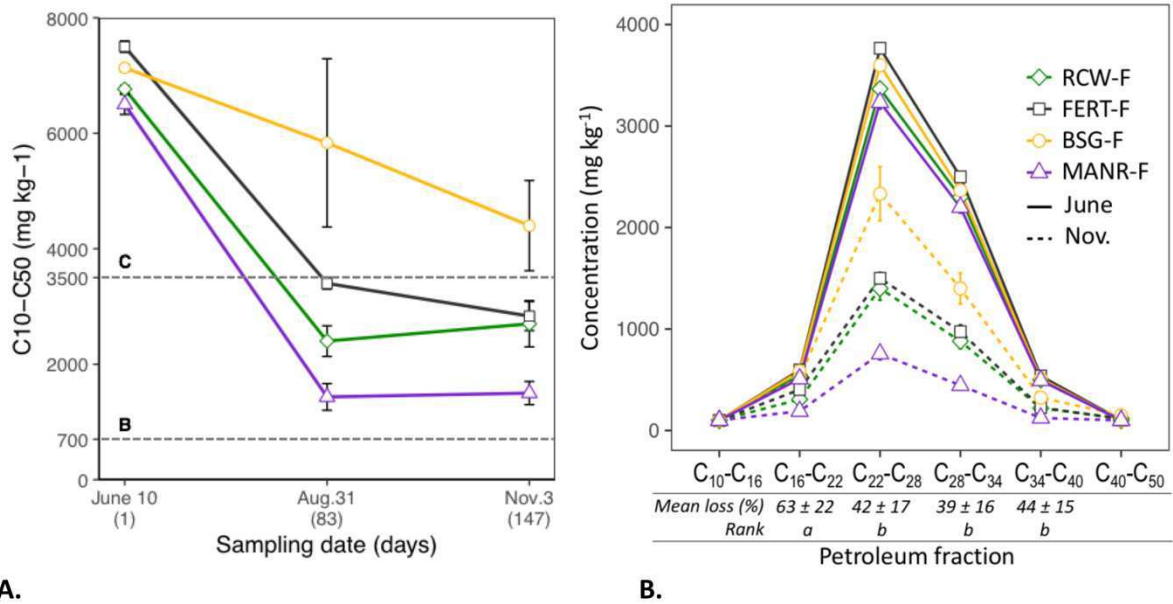 8000
6000
4000
3500
2000
700
0
C10–C50 (mg kg–1)
C
B
June 10
(1)
Aug.31
(83)
Nov.3
(147)
Sampling date (days)
A.
4000
3000
2000
1000
0
Concentration (mg kg⁻¹)
RCW-F
FERT-F
BSG-F
MANR-F
June
Nov.
C₁₀-C₁₆ C₁₆-C₂₂ C₂₂-C₂₈ C₂₈-C₃₄ C₃₄-C₄₀ C₄₀-C₅₀
Mean loss (%) 63 ± 22 42 ± 17 39 ± 16 44 ± 15
Rank a b b b
Petroleum fraction
B.